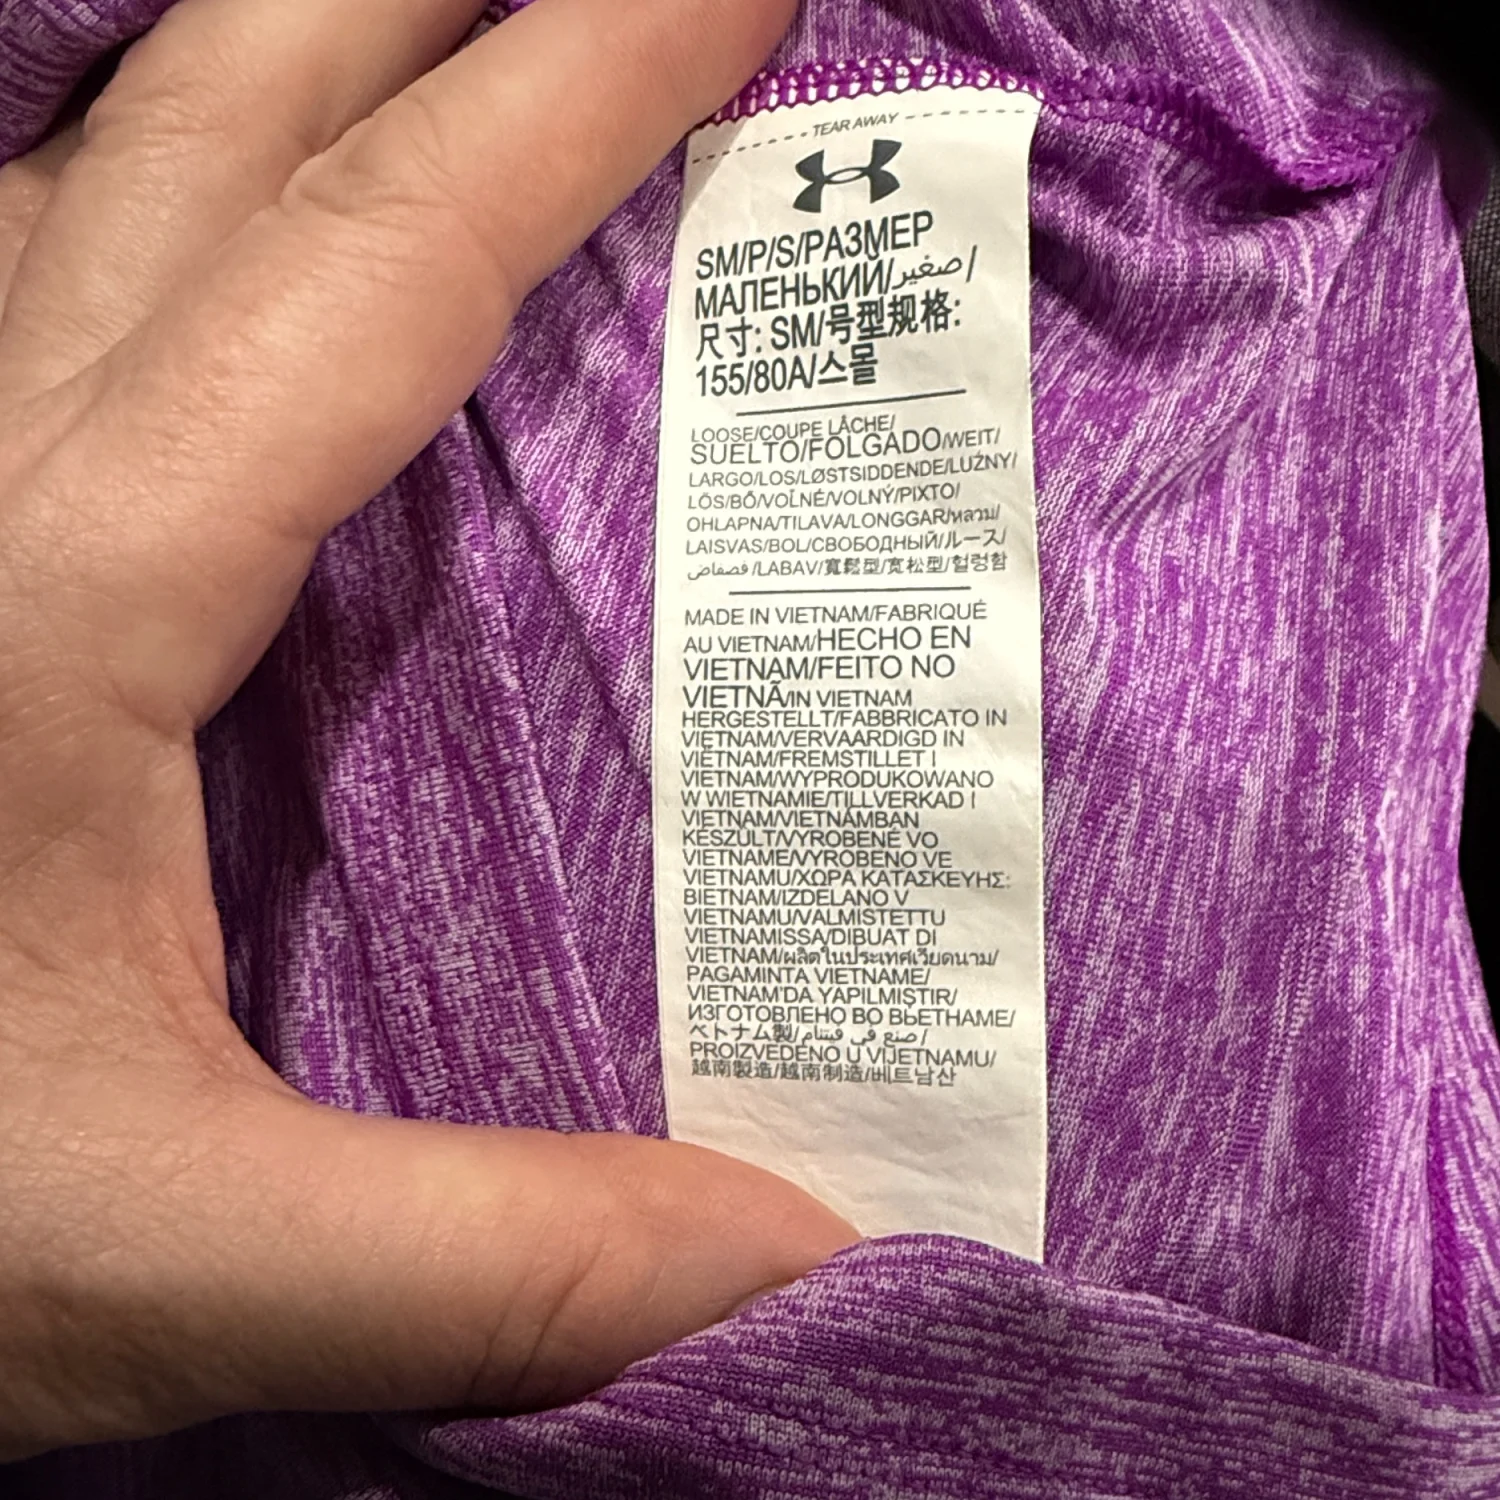 TEAR AWAY
SM/P/S/РАЗМЕР
МАЛЕНЬКИЙ/صغير/
尺寸: SM/号型规格:
155/80A/스몰
LOOSE/COUPE LÂCHE/
SUELTO/FOLGADO/WEIT/
LARGO/LOS/LØSTSIDDENDE/LUŹNY/
LÖS/BŐ/VOĽNÉ/VOLNÝ/ΡΙΧΤΟ/
OHLAPNA/TILAVA/LONGGAR/หลวม/
LAISVAS/BOL/СВОБОДНЫЙ/ルース/
فضفاض/LABAV/寬鬆型/宽松型/헐렁함
MADE IN VIETNAM/FABRIQUÉ
AU VIETNAM/HECHO EN
VIETNAM/FEITO NO
VIETNÃ/IN VIETNAM
HERGESTELLT/FABBRICATO IN
VIETNAM/VERVAARDIGD IN
VIETNAM/FREMSTILLET I
VIETNAM/WYPRODUKOWANO
W WIETNAMIE/TILLVERKAD I
VIETNAM/VIETNÁMBAN
KÉSZÜLT/VYROBENÉ VO
VIETNAME/VYROBENO VE
VIETNAMU/ΧΩΡΑ ΚΑΤΑΣΚΕΥΗΣ:
ΒΙΕΤΝΑΜ/IZDELANO V
VIETNAMU/VALMISTETTU
VIETNAMISSA/DIBUAT DI
VIETNAM/ผลิตในประเทศเวียดนาม/
PAGAMINTA VIETNAME/
VIETNAM'DA YAPILMIŞTIR/
ИЗГОТОВЛЕНО ВО ВЬЕТНАМЕ/
ベトナム製/صنع في فيتنام/
PROIZVEDENO U VIJETNAMU/
越南製造/越南制造/베트남산